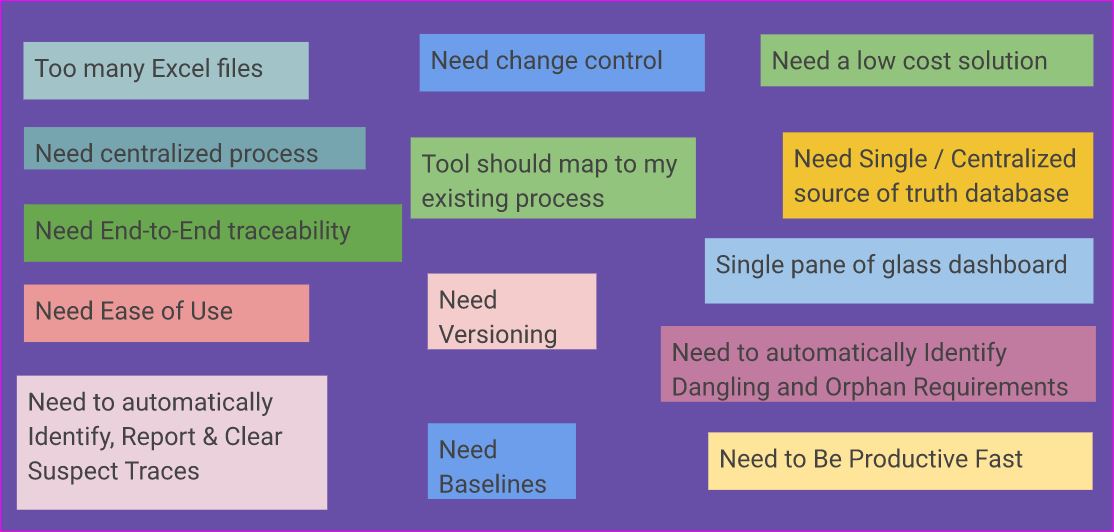 Too many Excel files
Need change control
Need a low cost solution
Need centralized process
Tool should map to my
existing process
Need Single / Centralized
source of truth database
Need End-to-End traceability
Single pane of glass dashboard
Need Ease of Use
Need
Versioning
Need to automatically Identify
Dangling and Orphan Requirements
Need to automatically
Identify, Report & Clear
Suspect Traces
Need
Baselines
Need to Be Productive Fast